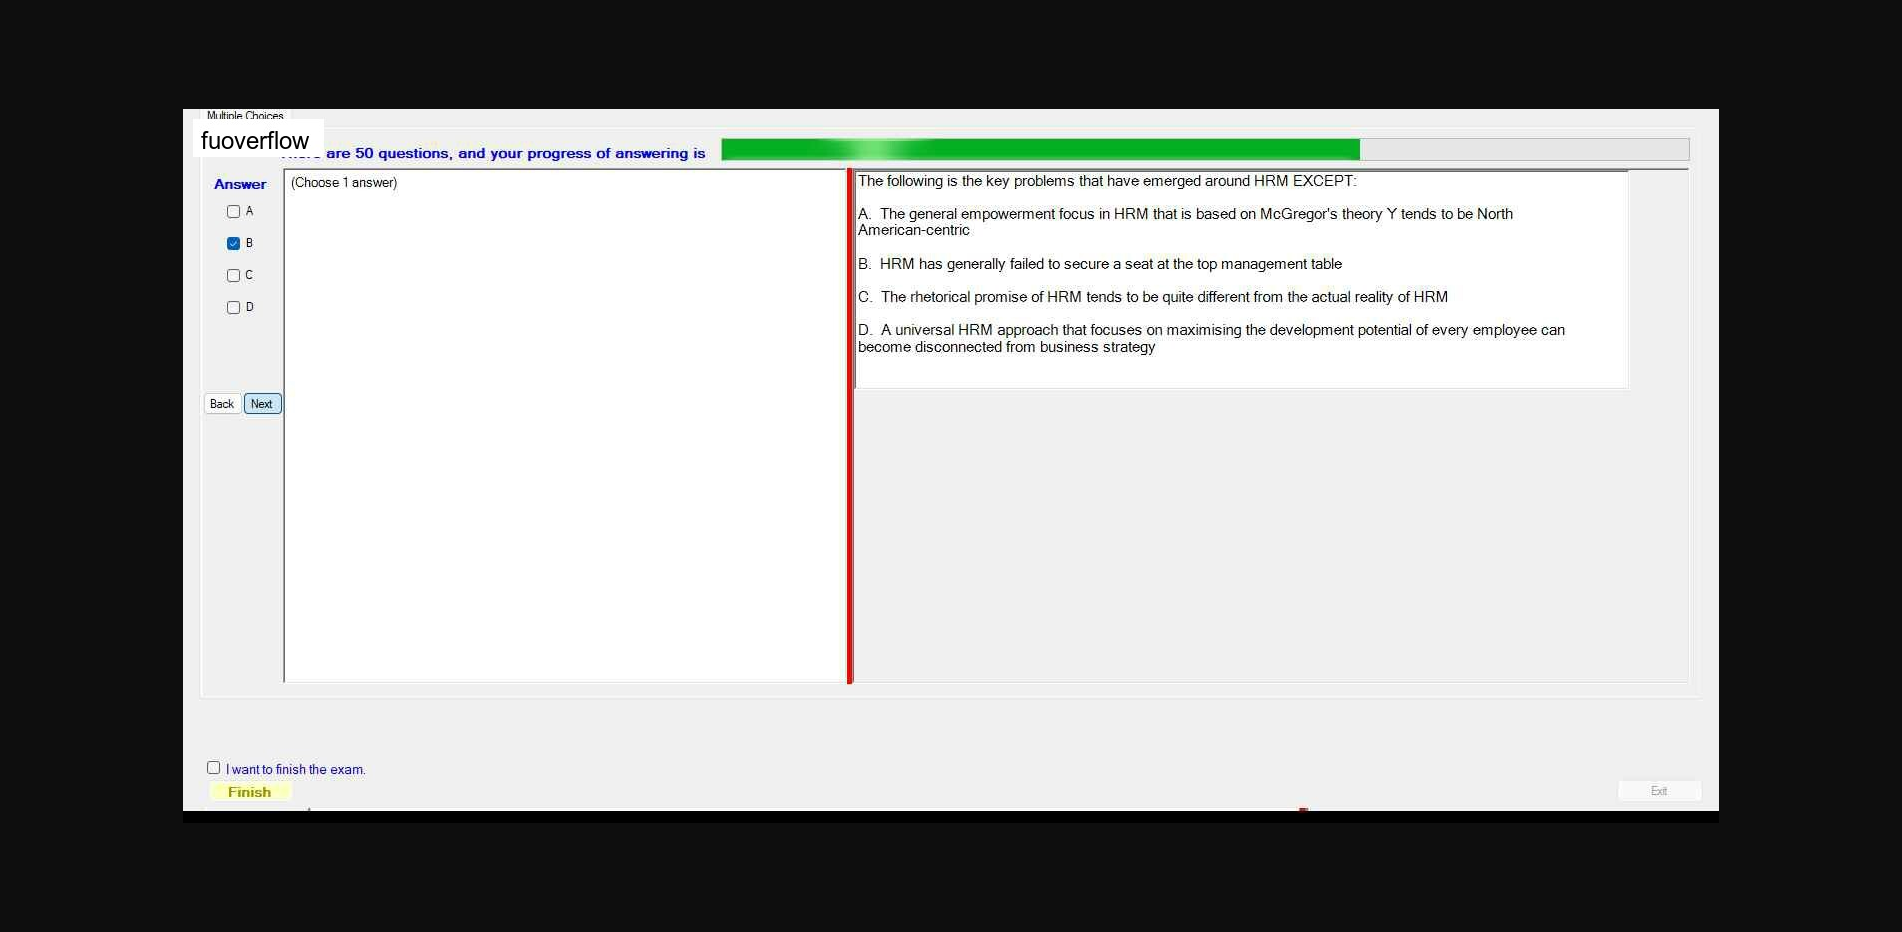 Multiple Choices
fuoverflow
are 50 questions, and your progress of answering is
Answer
(Choose 1 answer)
A
B
C
D
Back
Next
The following is the key problems that have emerged around HRM EXCEPT:
A. The general empowerment focus in HRM that is based on McGregor's theory Y tends to be North
American-centric
B. HRM has generally failed to secure a seat at the top management table
C. The rhetorical promise of HRM tends to be quite different from the actual reality of HRM
D. A universal HRM approach that focuses on maximising the development potential of every employee can
become disconnected from business strategy
I want to finish the exam.
Finish
Exit